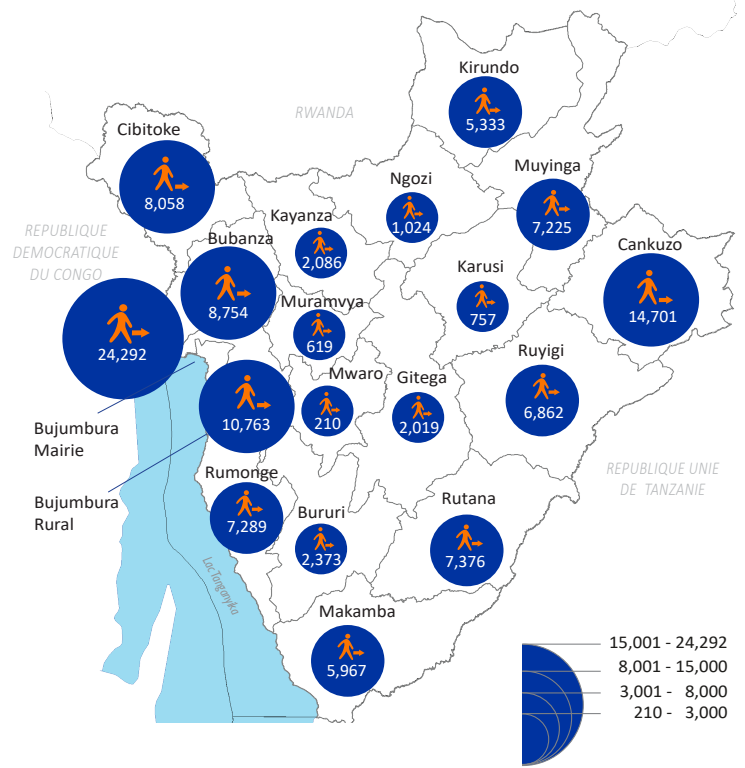 Kirundo
5,333
RWANDA
Cibitoke
8,058
Ngozi
1,024
Muyinga
7,225
REPUBLIQUE
DEMOCRATIQUE
DU CONGO
Kayanza
2,086
Bubanza
8,754
Karusi
757
Cankuzo
14,701
Muramvya
619
24,292
Ruyigi
6,862
Mwaro
210
Gitega
2,019
10,763
Bujumbura
Mairie
Bujumbura
Rural
REPUBLIQUE UNIE
DE TANZANIE
Rumonge
7,289
Bururi
2,373
Rutana
7,376
Lac Tanganyka
Makamba
5,967
15,001 - 24,292
8,001 - 15,000
3,001 - 8,000
210 - 3,000